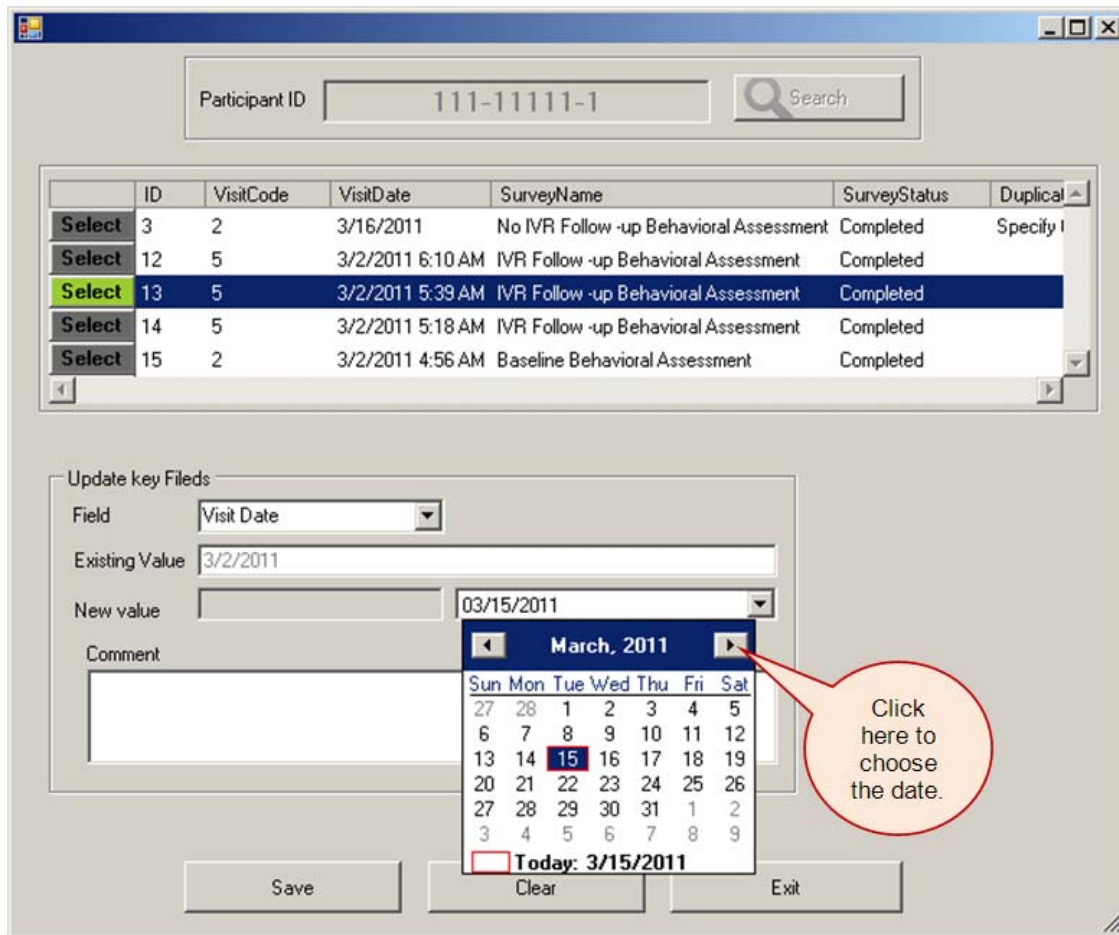 Participant ID 111-11111-1 Search
ID VisitCode VisitDate SurveyName SurveyStatus Duplical
Select 3 2 3/16/2011 No IVR Follow -up Behavioral Assessment Completed Specify
Select 12 5 3/2/2011 6:10 AM IVR Follow -up Behavioral Assessment Completed
Select 13 5 3/2/2011 5:39 AM IVR Follow -up Behavioral Assessment Completed
Select 14 5 3/2/2011 5:18 AM IVR Follow -up Behavioral Assessment Completed
Select 15 2 3/2/2011 4:56 AM Baseline Behavioral Assessment Completed
Update key Fileds
Field Visit Date
Existing Value 3/2/2011
New value 03/15/2011
Comment
March, 2011
Sun Mon Tue Wed Thu Fri Sat
27 28 1 2 3 4 5
6 7 8 9 10 11 12
13 14 15 16 17 18 19
20 21 22 23 24 25 26
27 28 29 30 31 1 2
3 4 5 6 7 8 9
Today: 3/15/2011
Click
here to
choose
the date.
Save Clear Exit